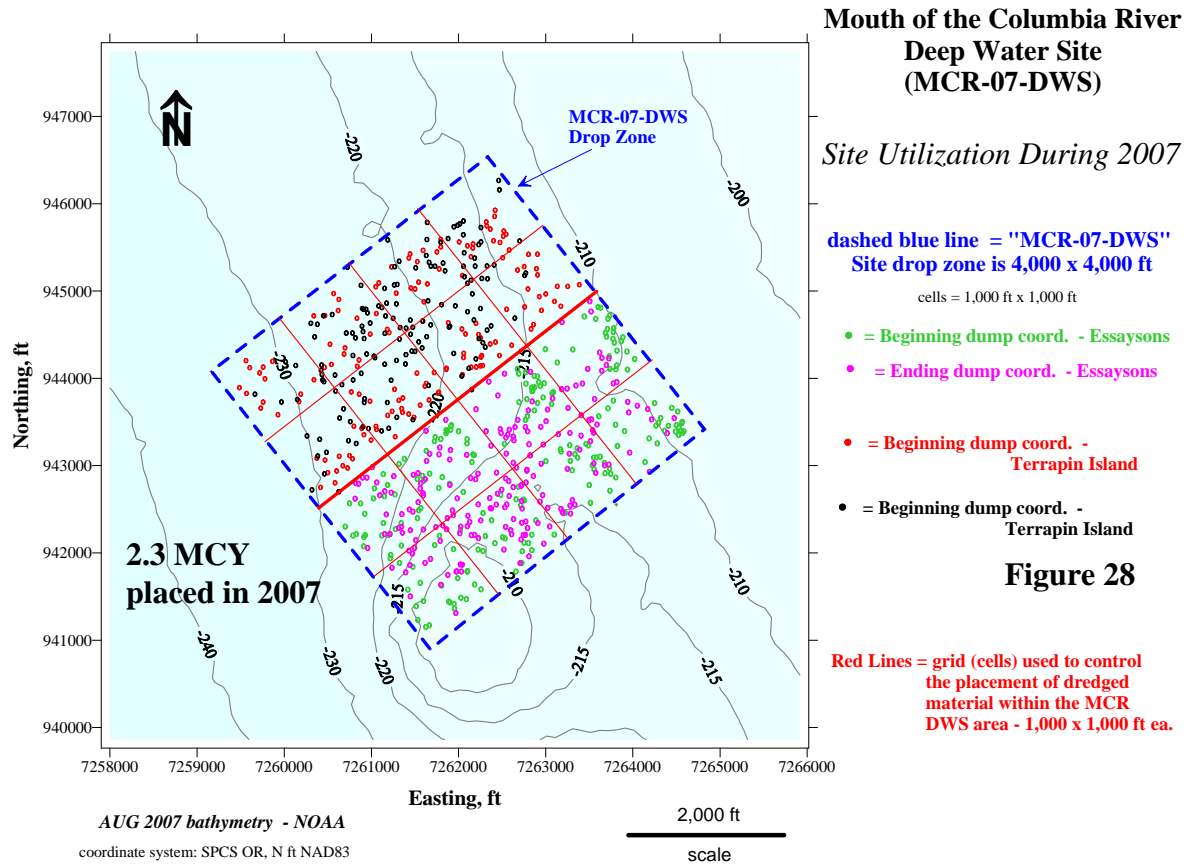 Mouth of the Columbia River
Deep Water Site
(MCR-07-DWS)
Site Utilization During 2007
dashed blue line = "MCR-07-DWS"
Site drop zone is 4,000 x 4,000 ft
cells = 1,000 ft x 1,000 ft
= Beginning dump coord. - Essaysons
= Ending dump coord. - Essaysons
= Beginning dump coord. -
Terrapin Island
= Beginning dump coord. -
Terrapin Island
Figure 28
Red Lines = grid (cells) used to control
the placement of dredged
material within the MCR
DWS area - 1,000 x 1,000 ft ea.
N
MCR-07-DWS
Drop Zone
-220
-200
-210
-230
-215
-220
-215
-210
-210
-240
-230
-220
-215
-215
2.3 MCY
placed in 2007
Northing, ft
947000
946000
945000
944000
943000
942000
941000
940000
7258000
7259000
7260000
7261000
7262000
7263000
7264000
7265000
7266000
Easting, ft
AUG 2007 bathymetry - NOAA
coordinate system: SPCS OR, N ft NAD83
2,000 ft
scale